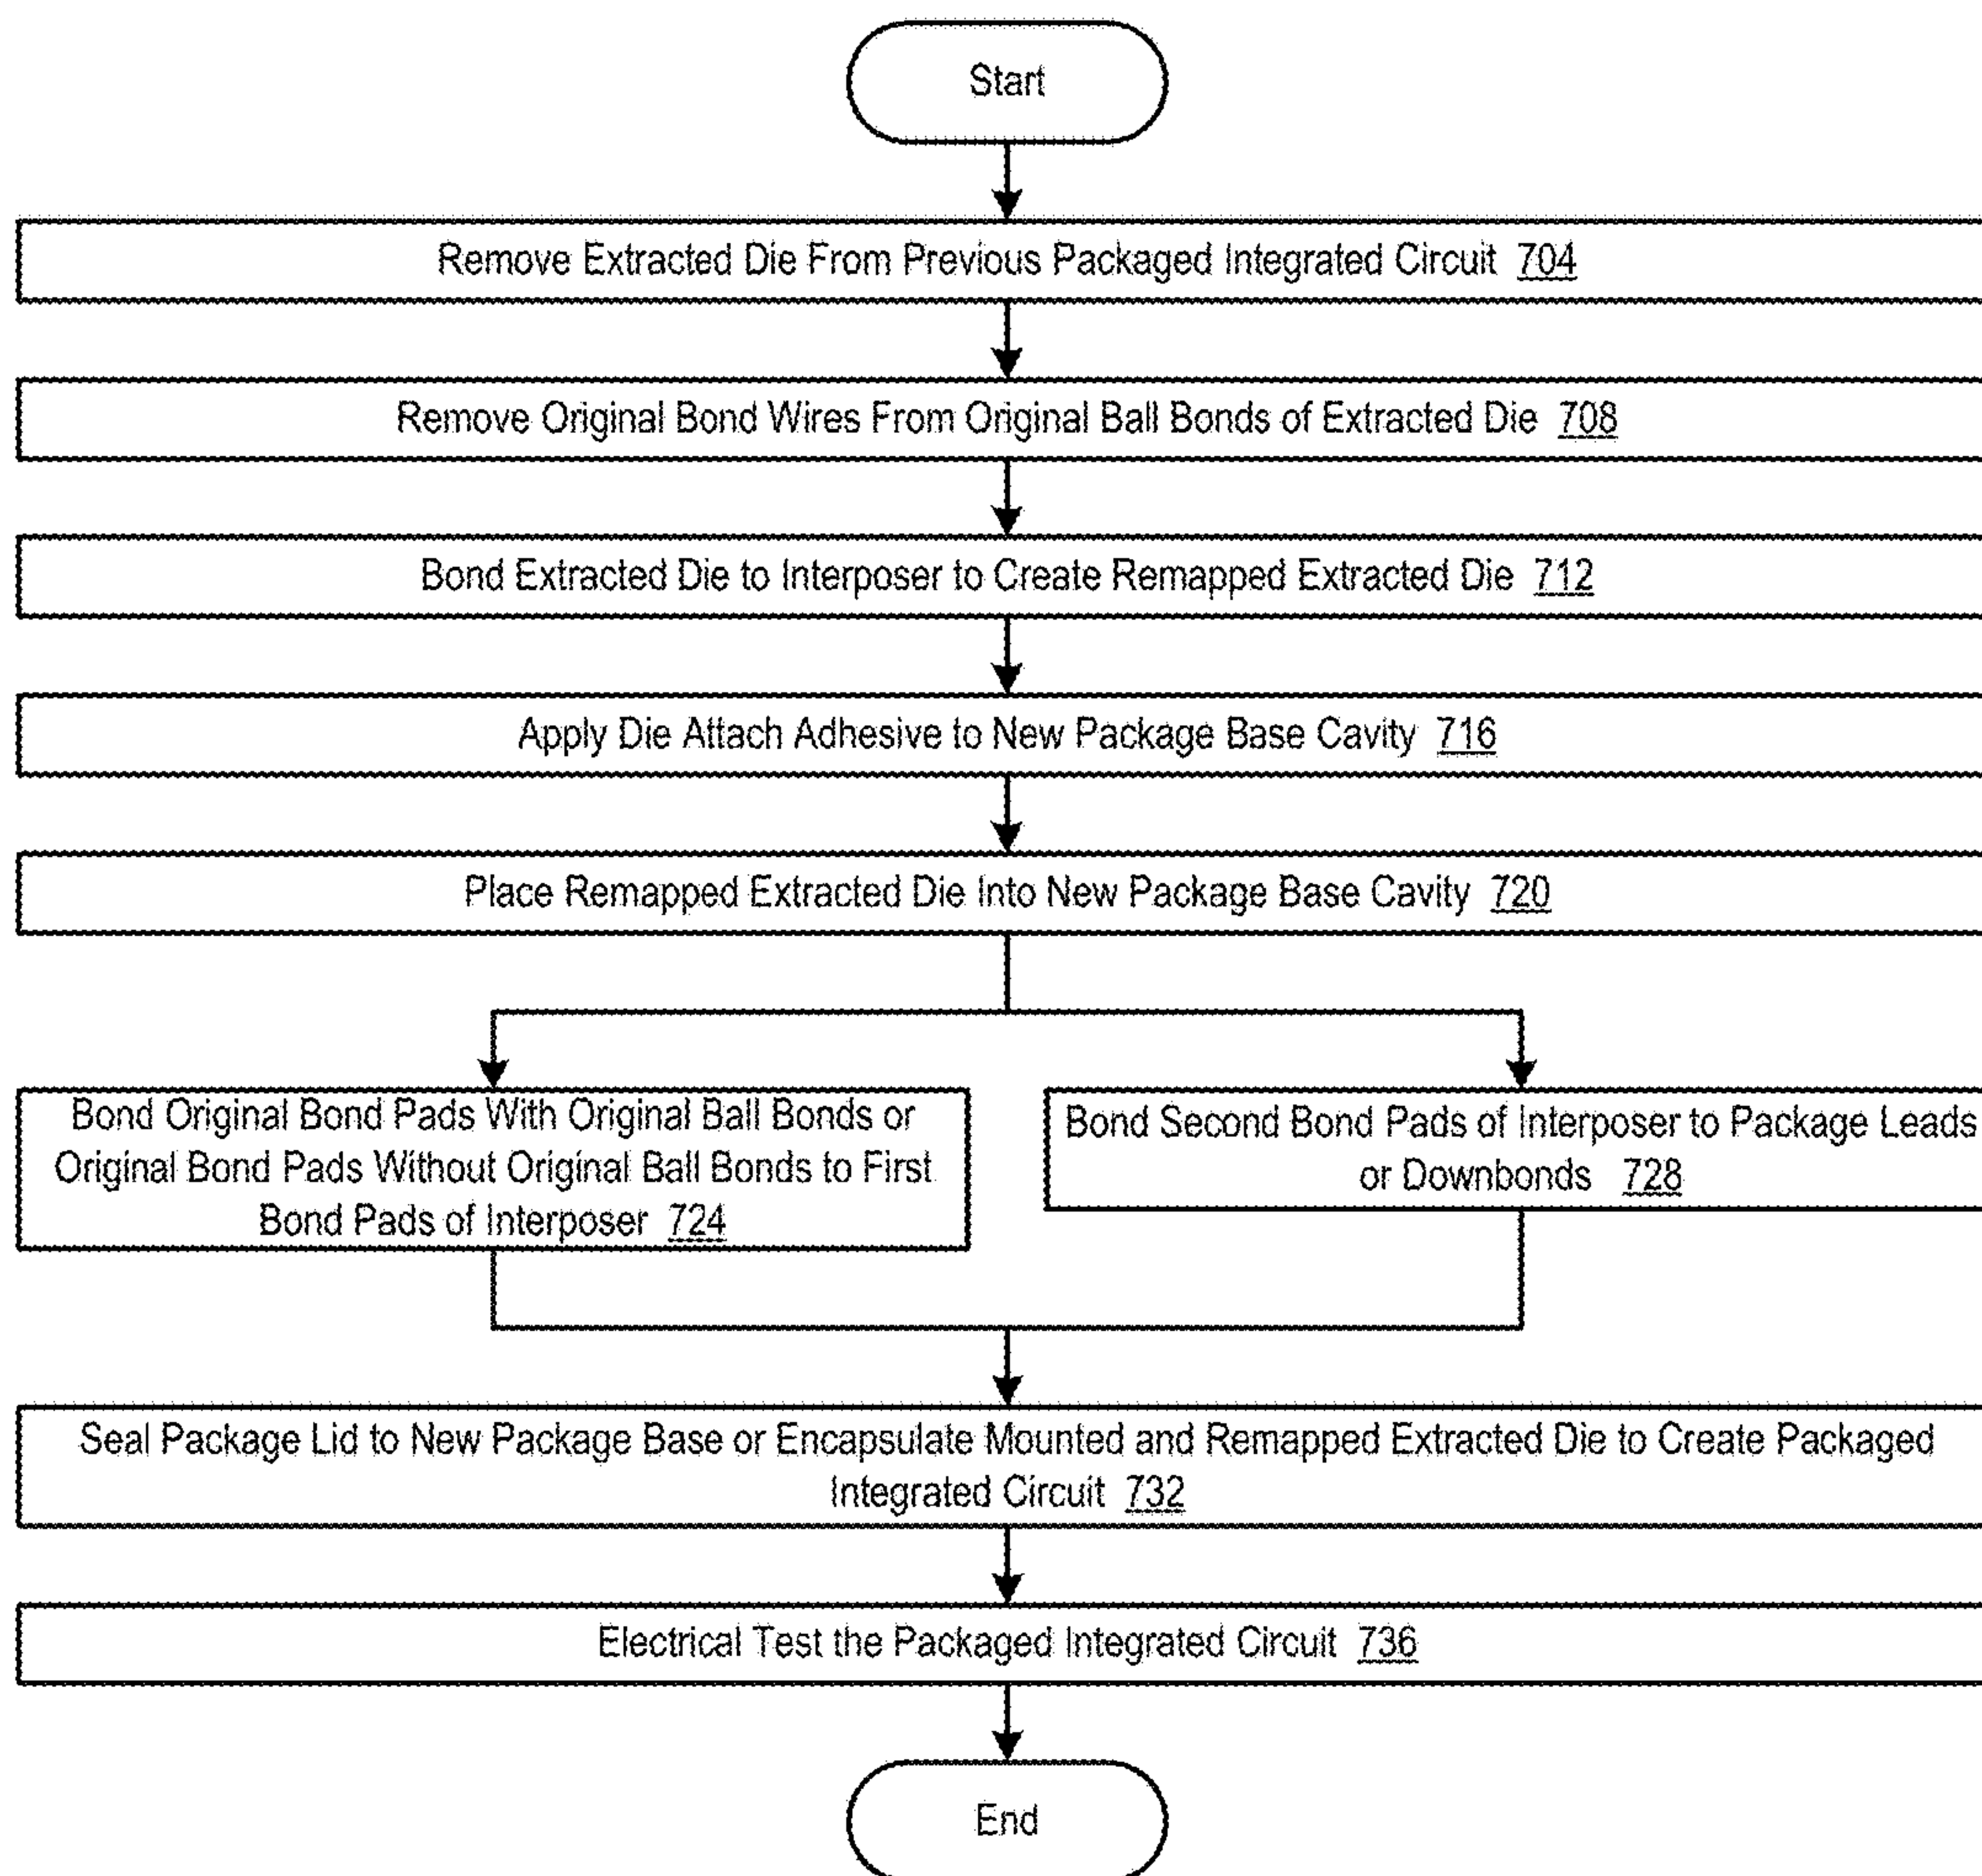 Start
Remove Extracted Die From Previous Packaged Integrated Circuit 704
Remove Original Bond Wires From Original Ball Bonds of Extracted Die 708
Bond Extracted Die to Interposer to Create Remapped Extracted Die 712
Apply Die Attach Adhesive to New Package Base Cavity 716
Place Remapped Extracted Die Into New Package Base Cavity 720
Bond Original Bond Pads With Original Ball Bonds or
Original Bond Pads Without Original Ball Bonds to First
Bond Pads of Interposer 724
Bond Second Bond Pads of Interposer to Package Leads
or Downbonds 728
Seal Package Lid to New Package Base or Encapsulate Mounted and Remapped Extracted Die to Create Packaged
Integrated Circuit 732
Electrical Test the Packaged Integrated Circuit 736
End